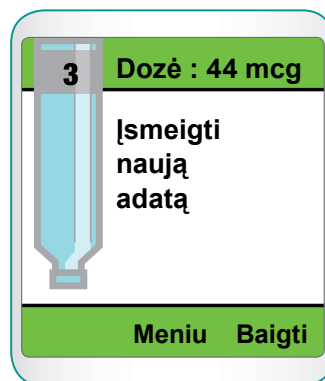 3
Dozė : 44 mcg
Įsmeigti
naują
adatą
Meniu Baigti